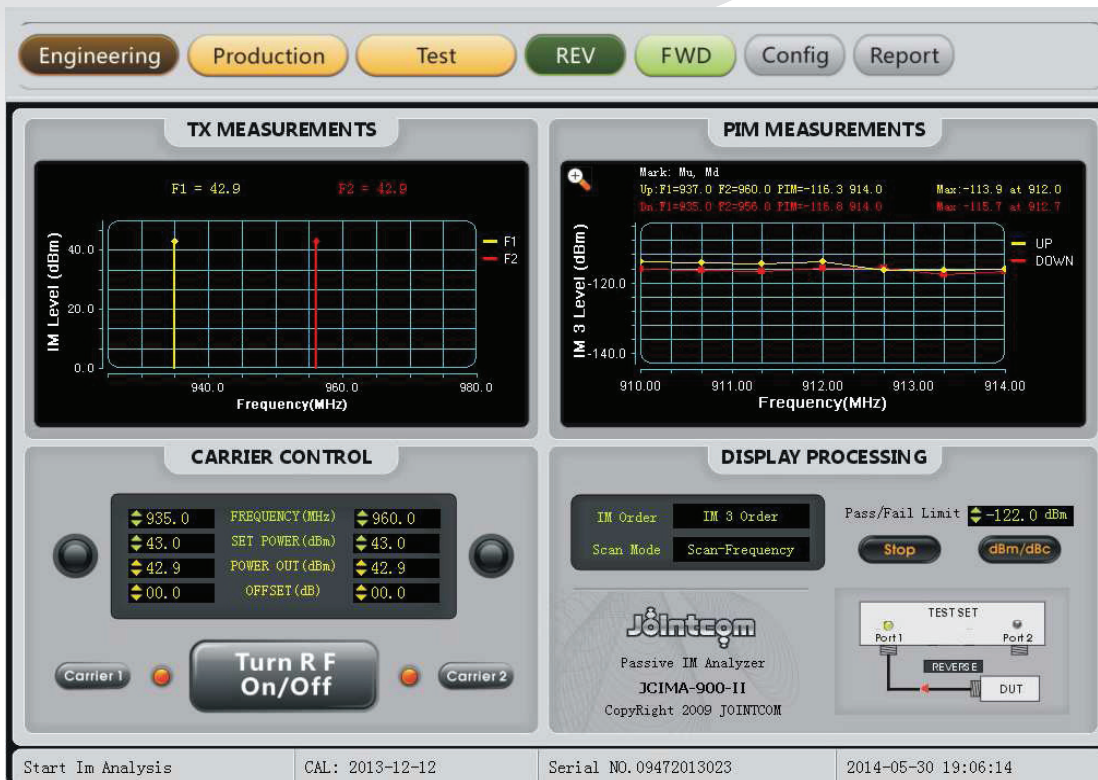 Engineering Production Test REV FWD Config Report
TX MEASUREMENTS
F1 = 42.9 F2 = 42.9
IM Level (dBm)
40.0
20.0
0.0
940.0 960.0 980.0
Frequency(MHz)
F1
F2
PIM MEASUREMENTS
Mark: Mu, Md
Up:F1=937.0 F2=960.0 PIM=-116.3 914.0 Max:-113.9 at 912.0
Dn:F1=935.0 F2=956.0 PIM=-116.8 914.0 Max:-115.7 at 912.7
IM 3 Level (dBm)
-120.0
-140.0
910.00 911.00 912.00 913.00 914.00
Frequency(MHz)
UP
DOWN
CARRIER CONTROL
935.0 FREQUENCY(MHz) 960.0
43.0 SET POWER(dBm) 43.0
42.9 POWER OUT(dBm) 42.9
00.0 OFFSET(dB) 00.0
Carrier 1
Turn R F
On/Off
Carrier 2
DISPLAY PROCESSING
IM Order IM 3 Order
Scan Mode Scan-Frequency
Pass/Fail Limit -122.0 dBm
Stop dBm/dBc
Jointcom
Passive IM Analyzer
JCIMA-900-II
CopyRight 2009 JOINTCOM
TEST SET
Port 1 Port 2
REVERSE
DUT
Start Im Analysis CAL: 2013-12-12 Serial NO.09472013023 2014-05-30 19:06:14